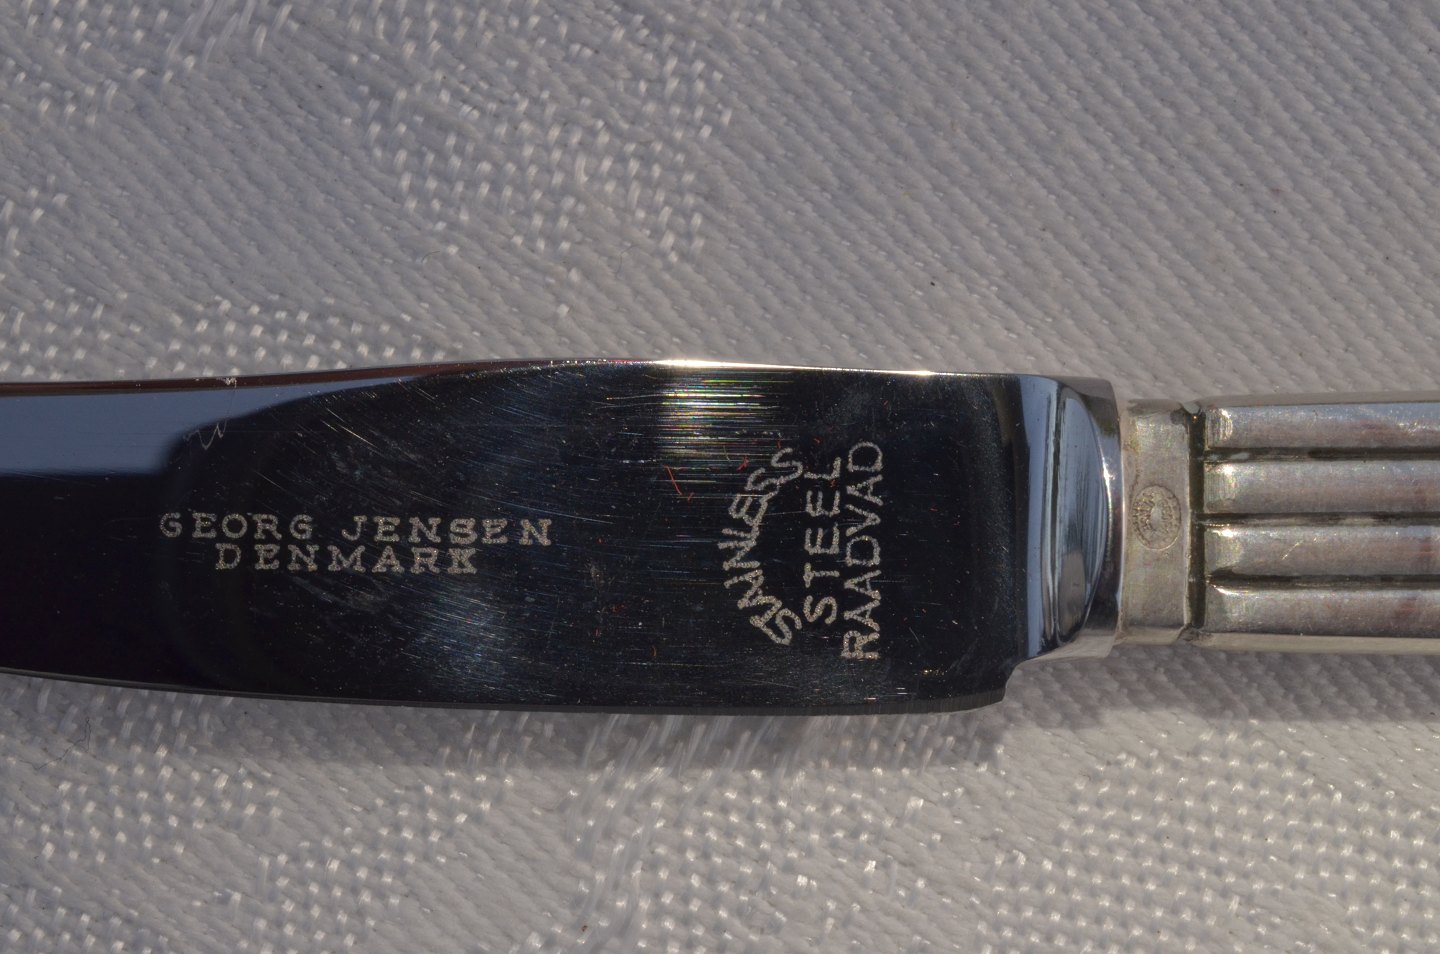 GEORG JENSEN
DENMARK
STAINLESS
STEEL
RAADVAD